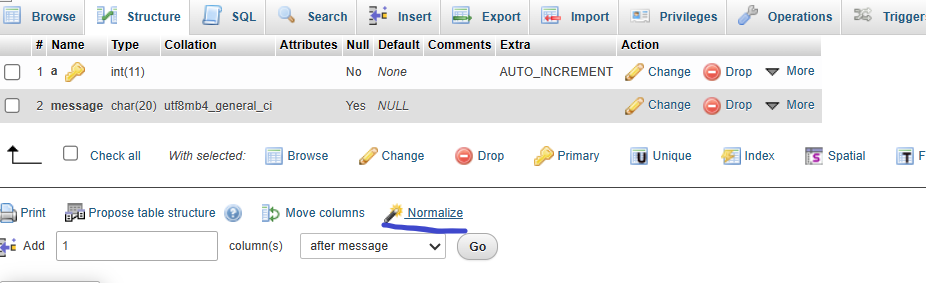 Browse Structure SQL Search Insert Export Import Privileges Operations Triggers
# Name Type Collation Attributes Null Default Comments Extra Action
1 a int(11) No None AUTO_INCREMENT Change Drop More
2 message char(20) utf8mb4_general_ci Yes NULL Change Drop More
Check all With selected: Browse Change Drop Primary Unique Index Spatial F
Print Propose table structure Move columns Normalize
Add 1 column(s) after message Go